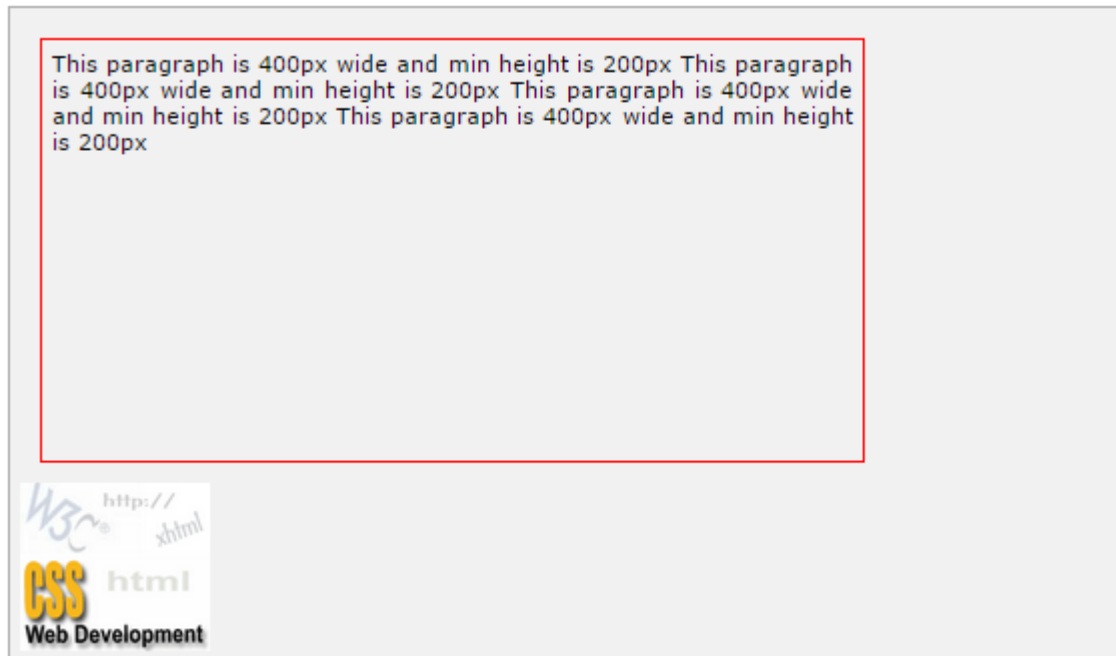 This paragraph is 400px wide and min height is 200px This paragraph
is 400px wide and min height is 200px This paragraph is 400px wide
and min height is 200px This paragraph is 400px wide and min height
is 200px
W3C®
http://
xhtml
CSS
html
Web Development